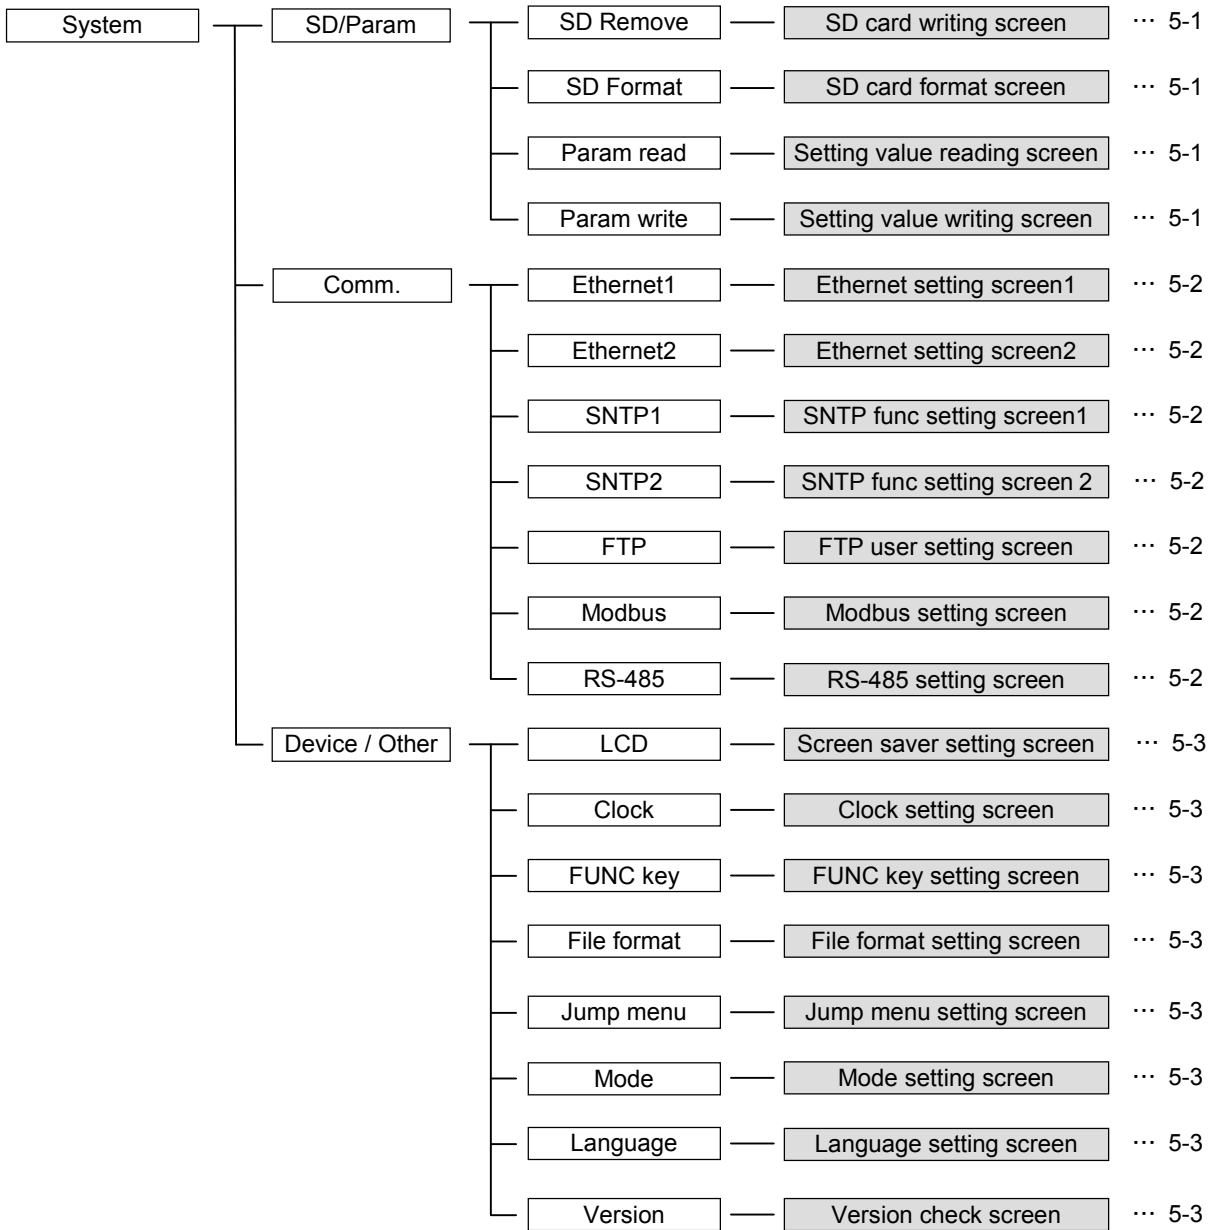 System SD/Param SD Remove SD card writing screen ⋯ 5-1
SD Format SD card format screen ⋯ 5-1
Param read Setting value reading screen ⋯ 5-1
Param write Setting value writing screen ⋯ 5-1
Comm. Ethernet1 Ethernet setting screen1 ⋯ 5-2
Ethernet2 Ethernet setting screen2 ⋯ 5-2
SNTP1 SNTP func setting screen1 ⋯ 5-2
SNTP2 SNTP func setting screen 2 ⋯ 5-2
FTP FTP user setting screen ⋯ 5-2
Modbus Modbus setting screen ⋯ 5-2
RS-485 RS-485 setting screen ⋯ 5-2
Device / Other LCD Screen saver setting screen ⋯ 5-3
Clock Clock setting screen ⋯ 5-3
FUNC key FUNC key setting screen ⋯ 5-3
File format File format setting screen ⋯ 5-3
Jump menu Jump menu setting screen ⋯ 5-3
Mode Mode setting screen ⋯ 5-3
Language Language setting screen ⋯ 5-3
Version Version check screen ⋯ 5-3